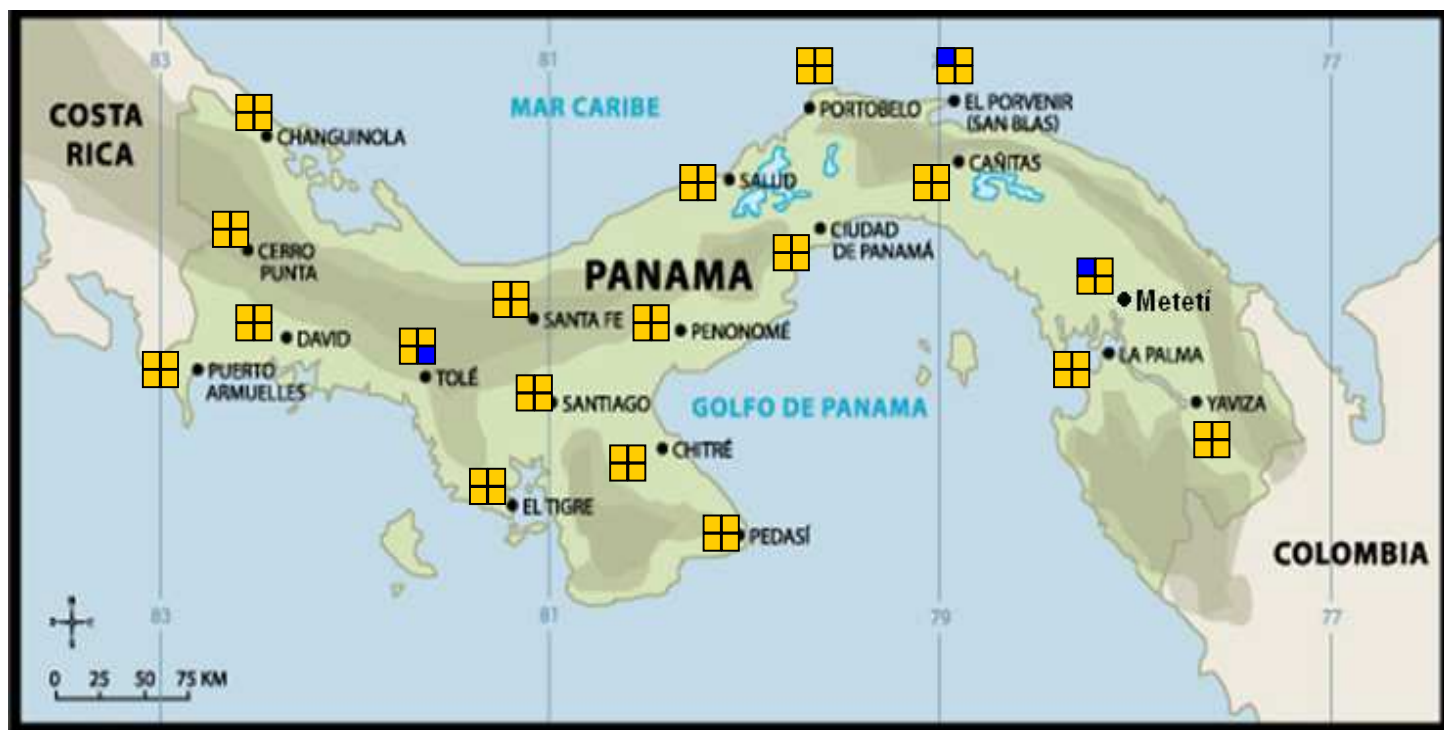 83
81
77
COSTA
RICA
MAR CARIBE
CHANGUINOLA
PORTOBELO
EL PORVENIR
(SAN BLAS)
SALUD
CAÑITAS
CERRO
PUNTA
CIUDAD
DE PANAMÁ
PANAMA
Metetí
SANTA FE
PENONOMÉ
DAVID
LA PALMA
PUERTO
ARMUELLES
TOLÉ
SANTIAGO
GOLFO DE PANAMA
YAVIZA
CHITRÉ
EL TIGRE
PEDASÍ
COLOMBIA
83
81
79
77
0 25 50 75 KM